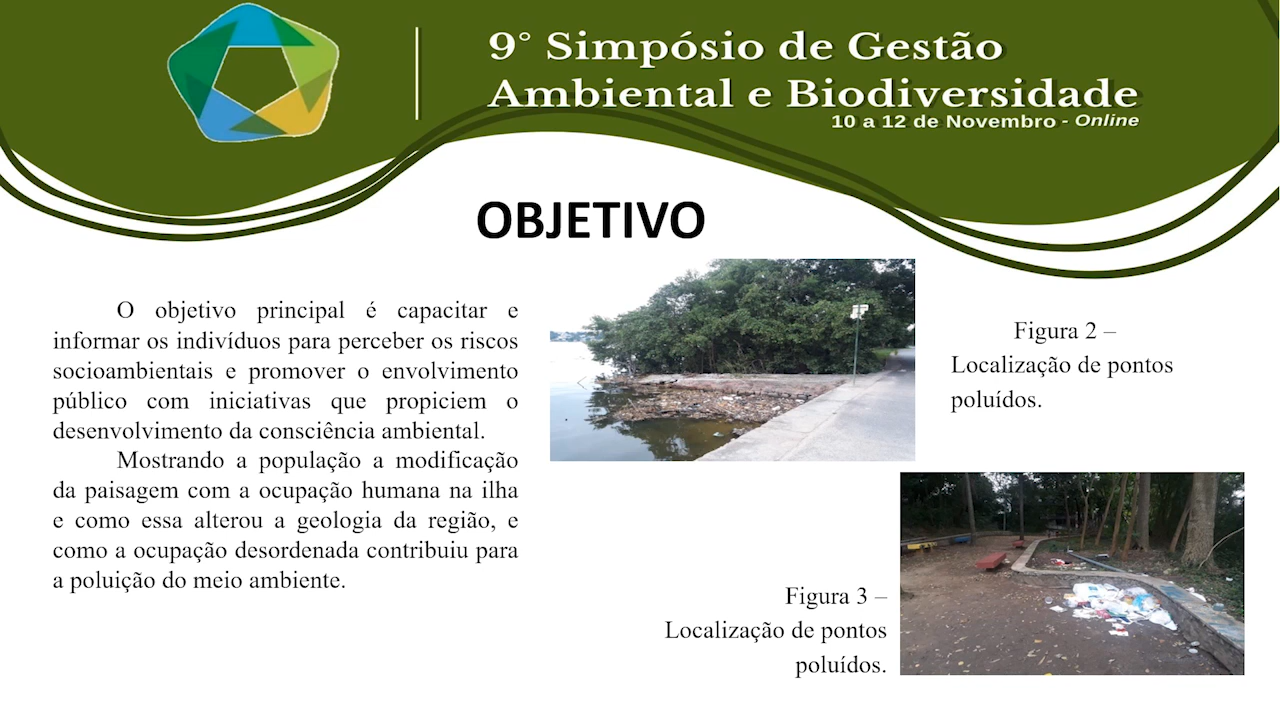 9° Simpósio de Gestão
Ambiental e Biodiversidade
10 a 12 de Novembro - Online
OBJETIVO
O objetivo principal é capacitar e
informar os indivíduos para perceber os riscos
socioambientais e promover o envolvimento
público com iniciativas que propiciem o
desenvolvimento da consciência ambiental.
Mostrando a população a modificação
da paisagem com a ocupação humana na ilha
e como essa alterou a geologia da região, e
como a ocupação desordenada contribuiu para
a poluição do meio ambiente.
Figura 2 –
Localização de pontos
poluídos.
Figura 3 –
Localização de pontos
poluídos.